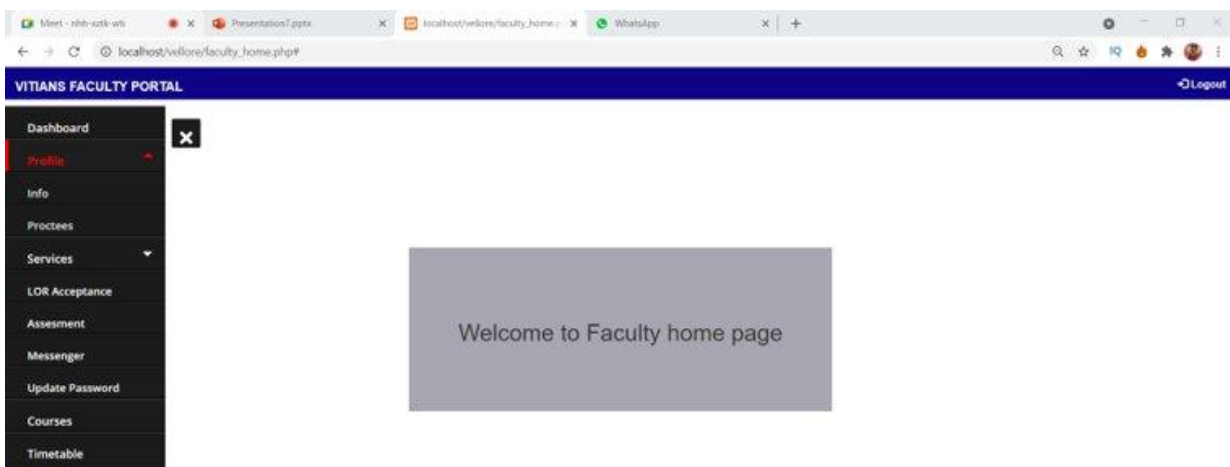 Meet - nhh-xztk-wti
Presentation7.pptx
localhost/vellore/faculty_home.p
WhatsApp
localhost/vellore/faculty_home.php#
VITIANS FACULTY PORTAL
Logout
Dashboard
Profile
Info
Proctees
Services
LOR Acceptance
Assesment
Messenger
Update Password
Courses
Timetable
Welcome to Faculty home page